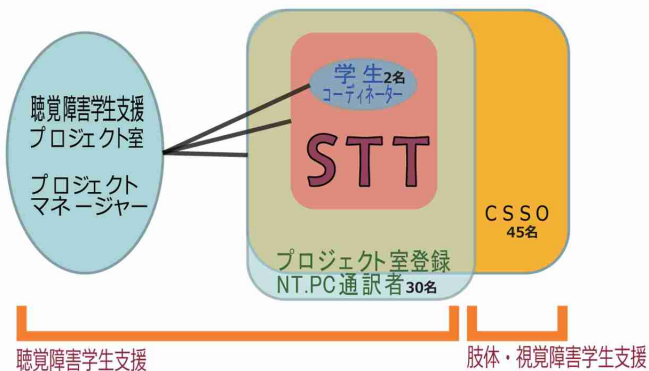 聴覚障害学生支援
プロジェクト室
プロジェクト
マネージャー
学生2名
コーディネーター
STT
CSSO
45名
プロジェクト室登録
NT.PC通訳者30名
聴覚障害学生支援
肢体・視覚障害学生支援